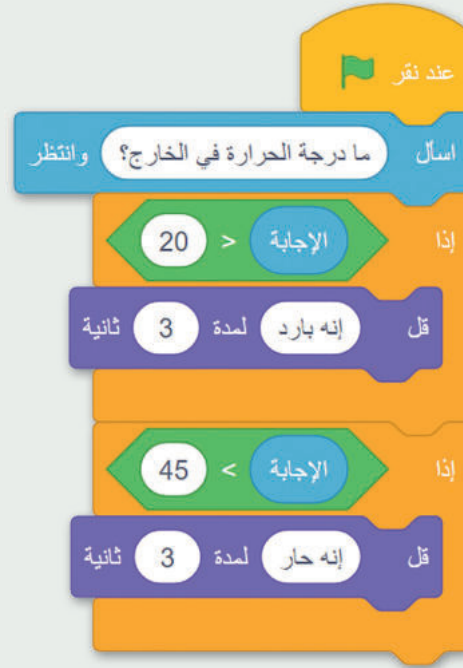 عند نقر
اسأل ما درجة الحرارة في الخارج؟ وانتظر
إذا الإجابة < 20
قل إنه بارد لمدة 3 ثانية
إذا الإجابة > 45
قل إنه حار لمدة 3 ثانية